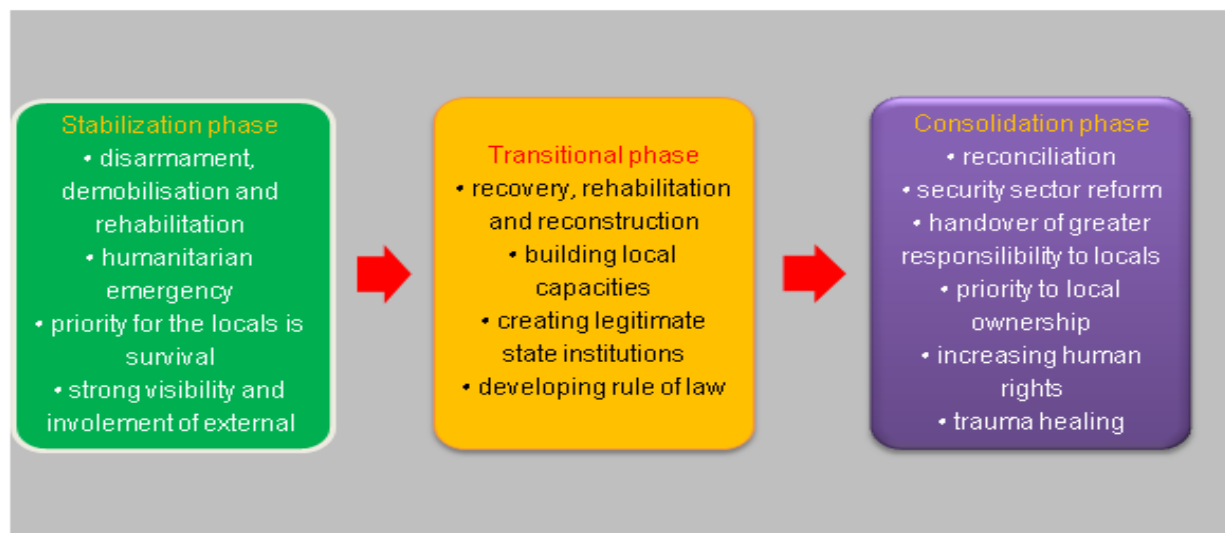 Stabilization phase
• disarmament,
demobilisation and
rehabilitation
• humanitarian
emergency
• priority for the locals is
survival
• strong visibility and
involement of external
Transitional phase
• recovery, rehabilitation
and reconstruction
• building local
capacities
• creating legitimate
state institutions
• developing rule of law
Consolidation phase
• reconciliation
• security sector reform
• handover of greater
responsilibility to locals
• priority to local
ownership
• increasing human
rights
• trauma healing